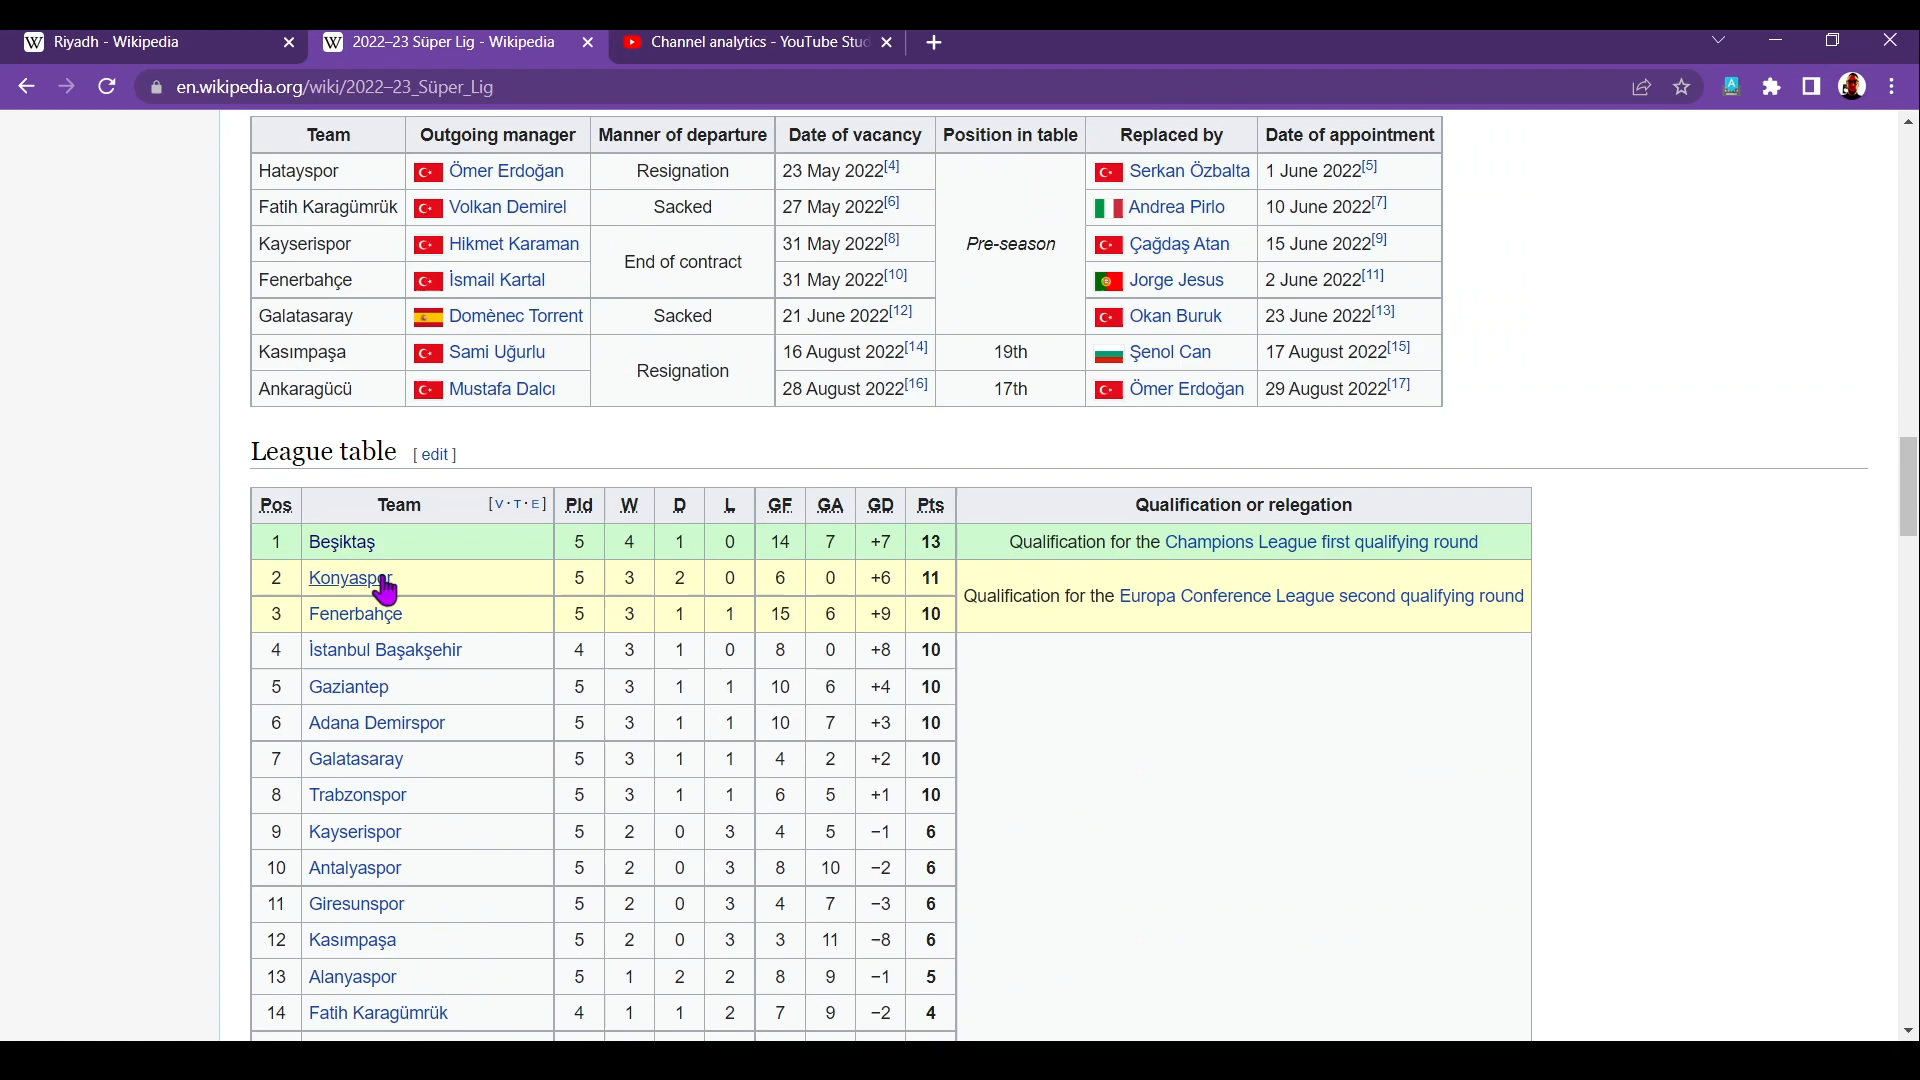 Riyadh - Wikipedia
2022–23 Süper Lig - Wikipedia
Channel analytics - YouTube Stud
en.wikipedia.org/wiki/2022–23_Süper_Lig
Team Outgoing manager Manner of departure Date of vacancy Position in table Replaced by Date of appointment
Hatayspor Ömer Erdoğan Resignation 23 May 2022[4] Serkan Özbalta 1 June 2022[5]
Fatih Karagümrük Volkan Demirel Sacked 27 May 2022[6] Andrea Pirlo 10 June 2022[7]
Kayserispor Hikmet Karaman End of contract 31 May 2022[8] Pre-season Çağdaş Atan 15 June 2022[9]
Fenerbahçe İsmail Kartal 31 May 2022[10] Jorge Jesus 2 June 2022[11]
Galatasaray Domènec Torrent Sacked 21 June 2022[12] Okan Buruk 23 June 2022[13]
Kasımpaşa Sami Uğurlu Resignation 16 August 2022[14] 19th Şenol Can 17 August 2022[15]
Ankaragücü Mustafa Dalcı 28 August 2022[16] 17th Ömer Erdoğan 29 August 2022[17]
League table [ edit ]
Pos Team [V·T·E] Pld W D L GF GA GD Pts Qualification or relegation
1 Beşiktaş 5 4 1 0 14 7 +7 13 Qualification for the Champions League first qualifying round
2 Konyaspor 5 3 2 0 6 0 +6 11 Qualification for the Europa Conference League second qualifying round
3 Fenerbahçe 5 3 1 1 15 6 +9 10
4 İstanbul Başakşehir 4 3 1 0 8 0 +8 10
5 Gaziantep 5 3 1 1 10 6 +4 10
6 Adana Demirspor 5 3 1 1 10 7 +3 10
7 Galatasaray 5 3 1 1 4 2 +2 10
8 Trabzonspor 5 3 1 1 6 5 +1 10
9 Kayserispor 5 2 0 3 4 5 −1 6
10 Antalyaspor 5 2 0 3 8 10 −2 6
11 Giresunspor 5 2 0 3 4 7 −3 6
12 Kasımpaşa 5 2 0 3 3 11 −8 6
13 Alanyaspor 5 1 2 2 8 9 −1 5
14 Fatih Karagümrük 4 1 1 2 7 9 −2 4